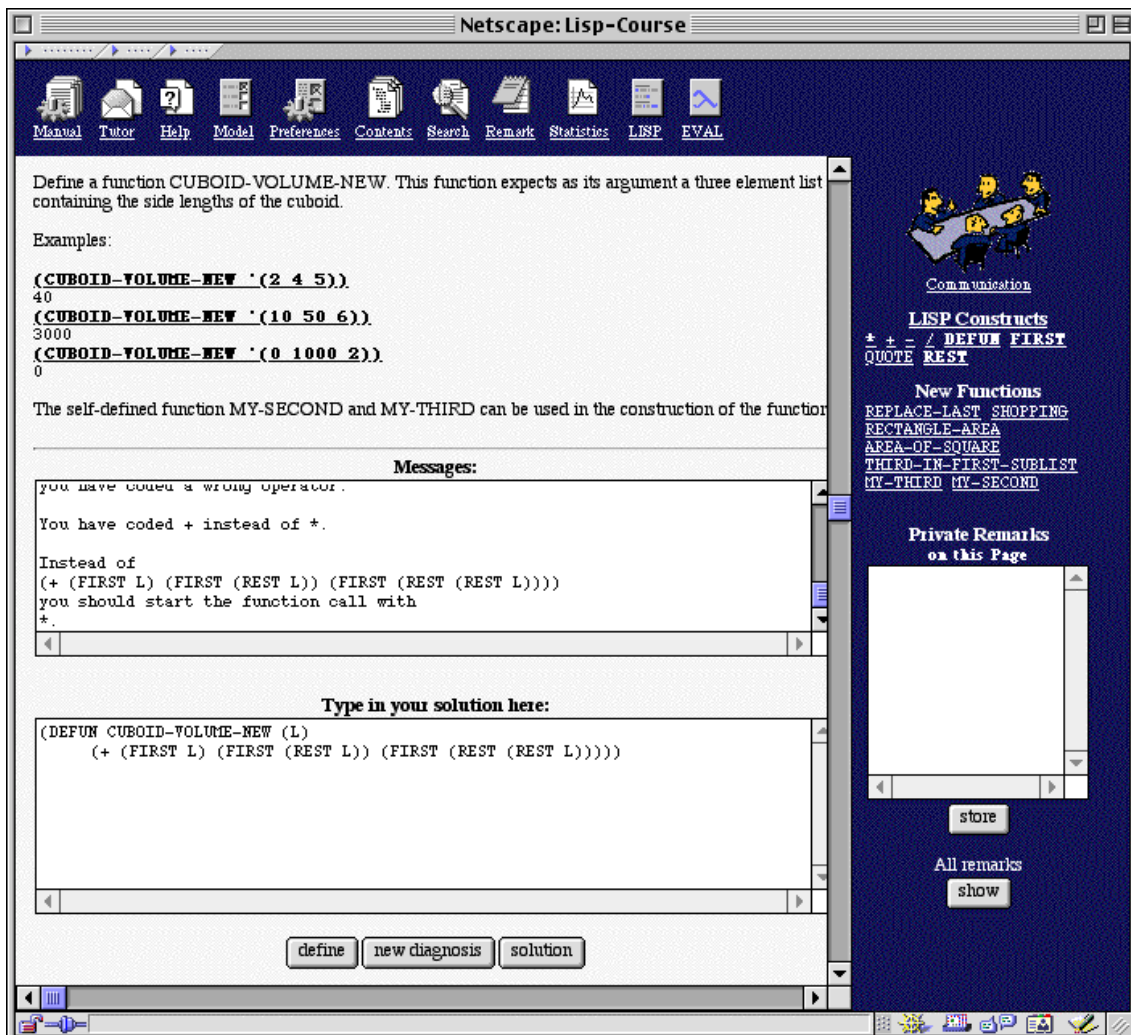 Netscape: Lisp-Course
Manual Tutor Help Model Preferences Contents Search Remark Statistics LISP EVAL
Define a function CUBOID-VOLUME-NEW. This function expects as its argument a three element list
containing the side lengths of the cuboid.
Examples:
(CUBOID-VOLUME-NEW '(2 4 5))
40
(CUBOID-VOLUME-NEW '(10 50 6))
3000
(CUBOID-VOLUME-NEW '(0 1000 2))
0
The self-defined function MY-SECOND and MY-THIRD can be used in the construction of the function
Messages:
you have coded a wrong operator.
You have coded + instead of *.
Instead of
(+ (FIRST L) (FIRST (REST L)) (FIRST (REST (REST L))))
you should start the function call with
*.
Type in your solution here:
(DEFUN CUBOID-VOLUME-NEW (L)
(+ (FIRST L) (FIRST (REST L)) (FIRST (REST (REST L)))))
define new diagnosis solution
Communication
LISP Constructs
* + - / DEFUN FIRST
QUOTE REST
New Functions
REPLACE-LAST SHOPPING
RECTANGLE-AREA
AREA-OF-SQUARE
THIRD-IN-FIRST-SUBLIST
MY-THIRD MY-SECOND
Private Remarks
on this Page
store
All remarks
show